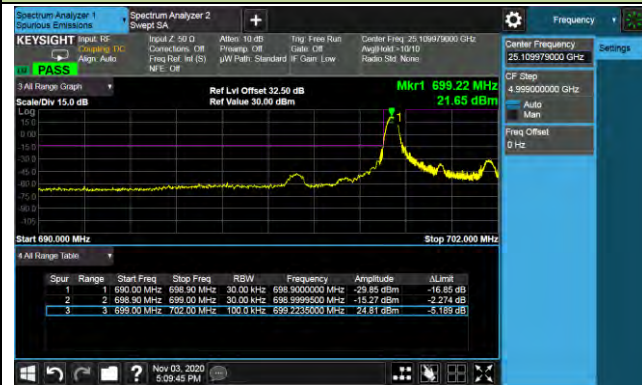 Spectrum Analyzer 1
Spurious Emissions
Spectrum Analyzer 2
Swept SA
+
Frequency
KEYSIGHT Input: RF
Coupling: DC
Align: Auto
Input Z: 50 Ω
Corrections: Off
Freq Ref: Int (S)
NFE: Off
Atten: 10 dB
Preamp: Off
µW Path: Standard
Trig: Free Run
Gate: Off
IF Gain: Low
Center Freq: 25.109979000 GHz
Avg|Hold:>10/10
Radio Std: None
PASS
Center Frequency
25.109979000 GHz
Settings
CF Step
4.999000000 GHz
Auto
Man
Freq Offset
0 Hz
3 All Range Graph
Ref Lvl Offset 32.50 dB
Mkr1 699.22 MHz
Scale/Div 15.0 dB
Ref Value 30.00 dBm
21.65 dBm
Log
15.0
0.00
-15.0
-30.0
-45.0
-60.0
-75.0
-90.0
-105
1
Start 690.000 MHz
Stop 702.000 MHz
4 All Range Table
Spur Range Start Freq Stop Freq RBW Frequency Amplitude ΔLimit
1 1 690.00 MHz 698.90 MHz 30.00 kHz 698.9000000 MHz -29.85 dBm -16.85 dB
2 2 698.90 MHz 699.00 MHz 30.00 kHz 698.9999500 MHz -15.27 dBm -2.274 dB
3 3 699.00 MHz 702.00 MHz 100.0 kHz 699.2235000 MHz 24.81 dBm -5.189 dB
?
Nov 03, 2020
5:09:45 PM